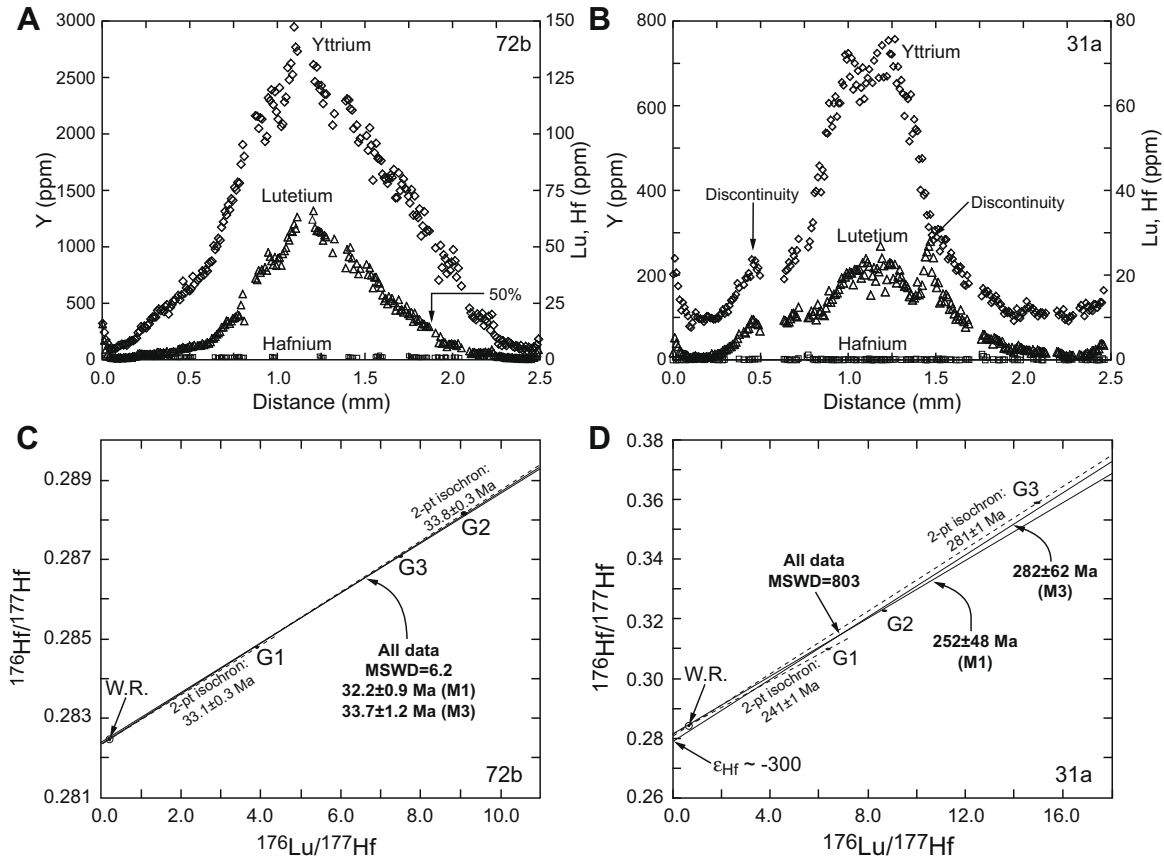 A
72b
3000
2500
2000
1500
1000
500
0
Y (ppm)
150
125
100
75
50
25
0
Lu, Hf (ppm)
Yttrium
Lutetium
50%
Hafnium
0.0 0.5 1.0 1.5 2.0 2.5
Distance (mm)
B
31a
800
600
400
200
0
Y (ppm)
80
60
40
20
0
Lu, Hf (ppm)
Yttrium
Discontinuity
Discontinuity
Lutetium
Hafnium
0.0 0.5 1.0 1.5 2.0 2.5
Distance (mm)
C
0.289
0.287
0.285
0.283
0.281
176Hf/177Hf
2-pt isochron:
33.8±0.3 Ma
G2
G3
G1
W.R.
2-pt isochron:
33.1±0.3 Ma
All data
MSWD=6.2
32.2±0.9 Ma (M1)
33.7±1.2 Ma (M3)
72b
0.0 2.0 4.0 6.0 8.0 10.0
176Lu/177Hf
D
0.38
0.36
0.34
0.32
0.30
0.28
0.26
176Hf/177Hf
G3
2-pt isochron:
281±1 Ma
All data
MSWD=803
282±62 Ma
(M3)
G2
252±48 Ma
(M1)
G1
W.R.
2-pt isochron:
241±1 Ma
εHf ~ -300
31a
0.0 4.0 8.0 12.0 16.0
176Lu/177Hf